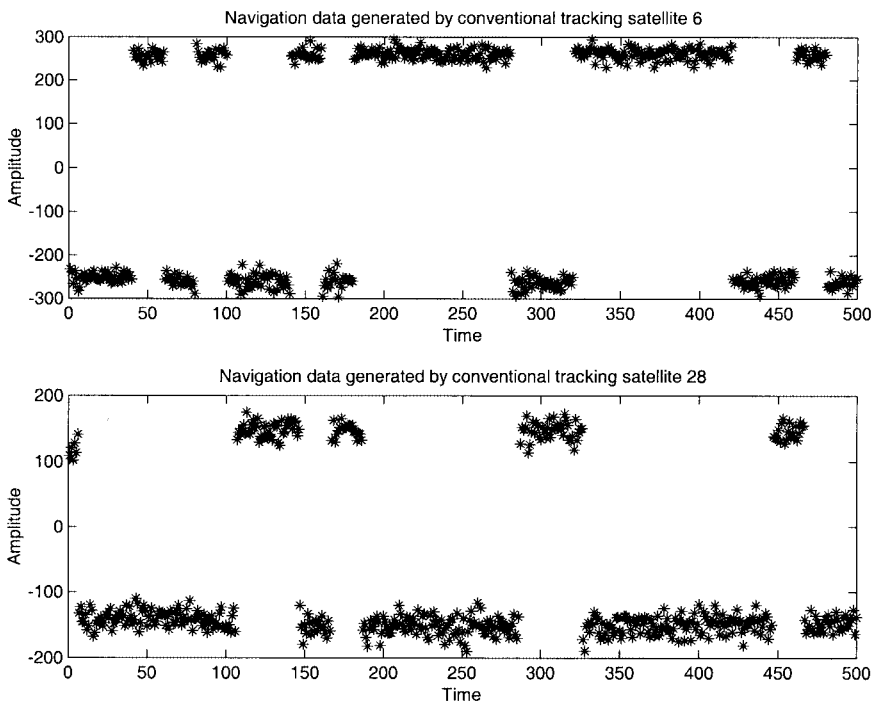 Navigation data generated by conventional tracking satellite 6
300
200
100
0
-100
-200
-300
Amplitude
0 50 100 150 200 250 300 350 400 450 500
Time
Navigation data generated by conventional tracking satellite 28
200
100
0
-100
-200
Amplitude
0 50 100 150 200 250 300 350 400 450 500
Time